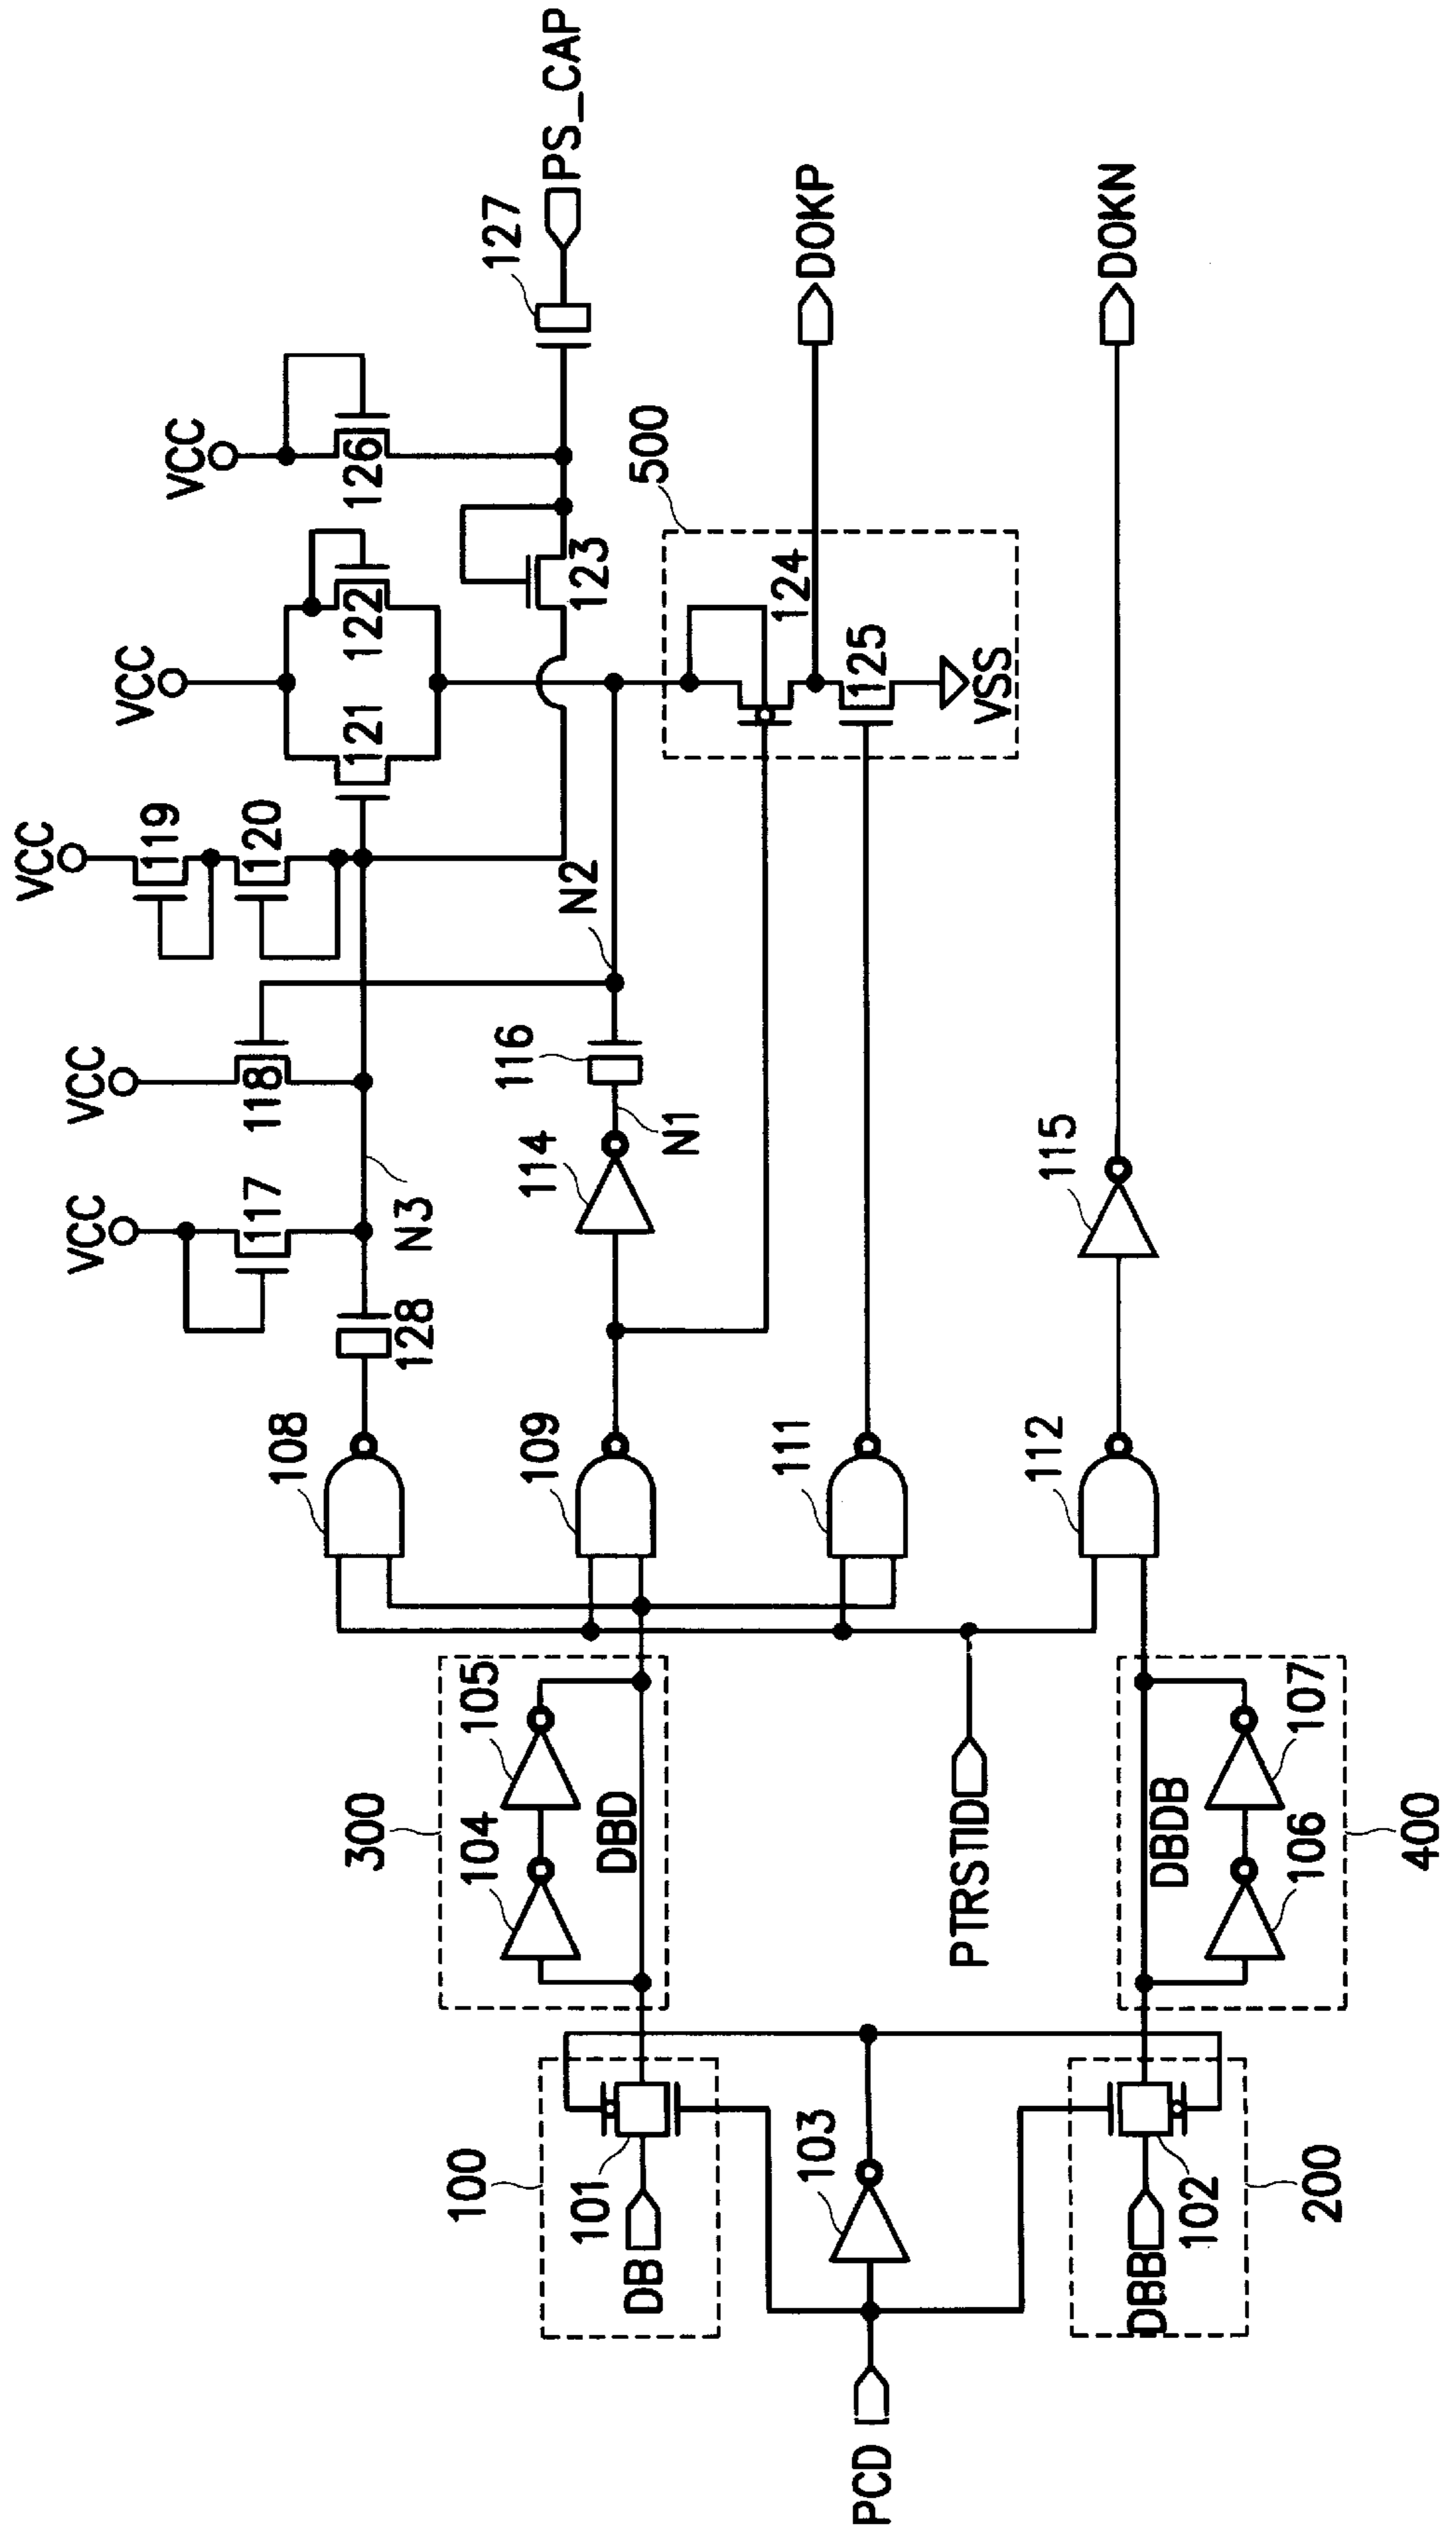 VCC
VCC
VCC
VCC
VCC
117
118
119
120
121
122
126
127
PS_CAP
N3
128
108
114
116
N1
N2
123
109
500
124
125
VSS
DOKP
111
115
DOKN
112
300
104
105
DBD
100
101
DB
PCD
103
PTRSTID
DBB
102
200
DBDB
106
107
400